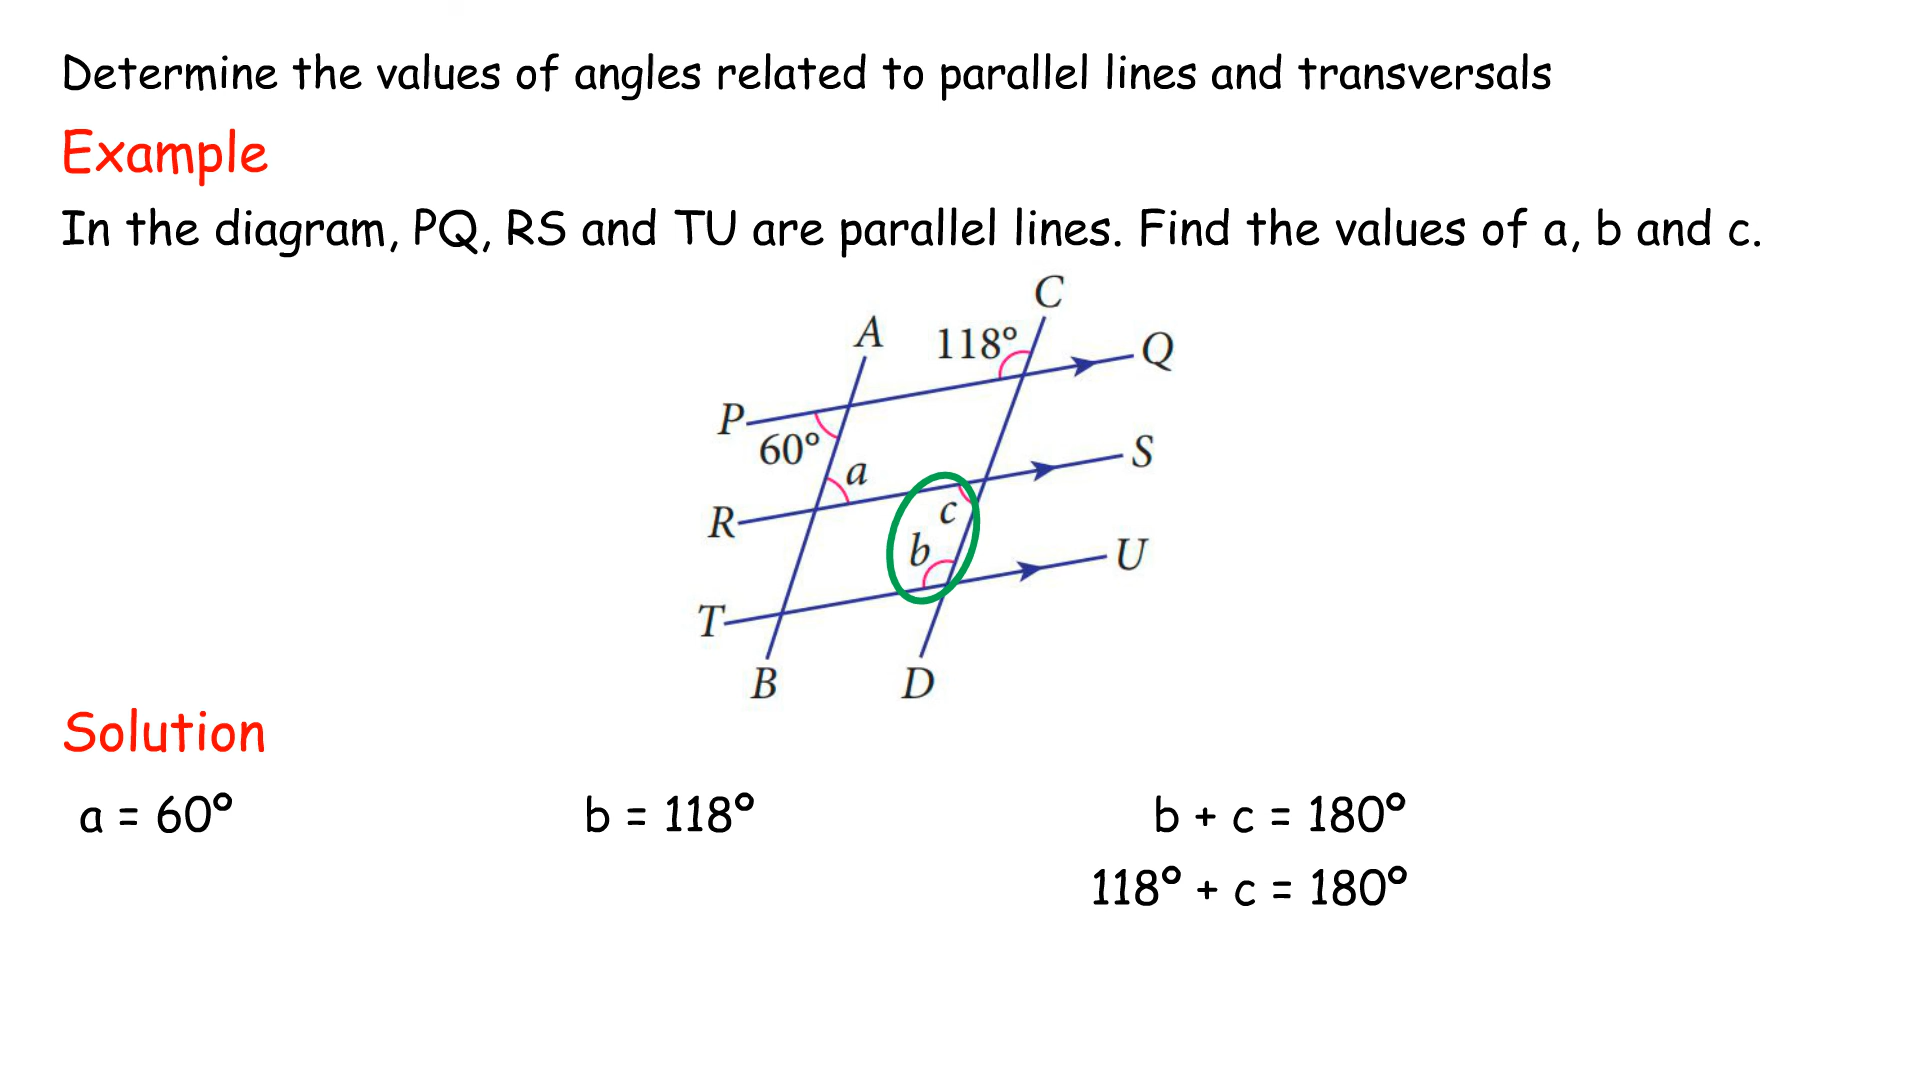 Determine the values of angles related to parallel lines and transversals
Example
In the diagram, PQ, RS and TU are parallel lines. Find the values of a, b and c.
C
A
118°
Q
P
60°
a
S
R
c
b
U
T
B
D
Solution
a = 60°
b = 118°
b + c = 180°
118° + c = 180°